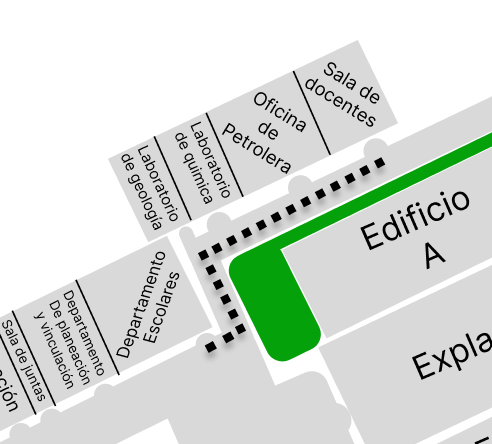 Sala de
docentes
Oficina
de
Petrolera
Laboratorio
de química
Laboratorio
de geología
Edificio
A
Departamento
Escolares
Departamento
De planeación
y vinculación
Sala de juntas